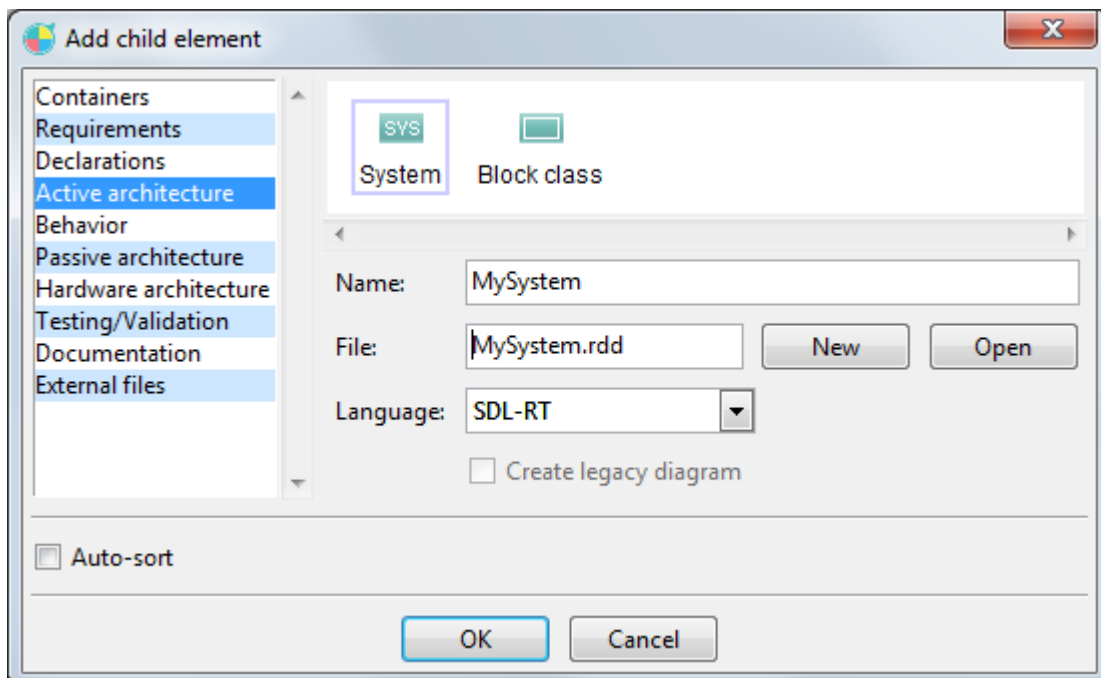 Add child element
Containers
Requirements
Declarations
Active architecture
Behavior
Passive architecture
Hardware architecture
Testing/Validation
Documentation
External files
SYS
System
Block class
Name:
MySystem
File:
MySystem.rdd
New
Open
Language:
SDL-RT
Create legacy diagram
Auto-sort
OK
Cancel